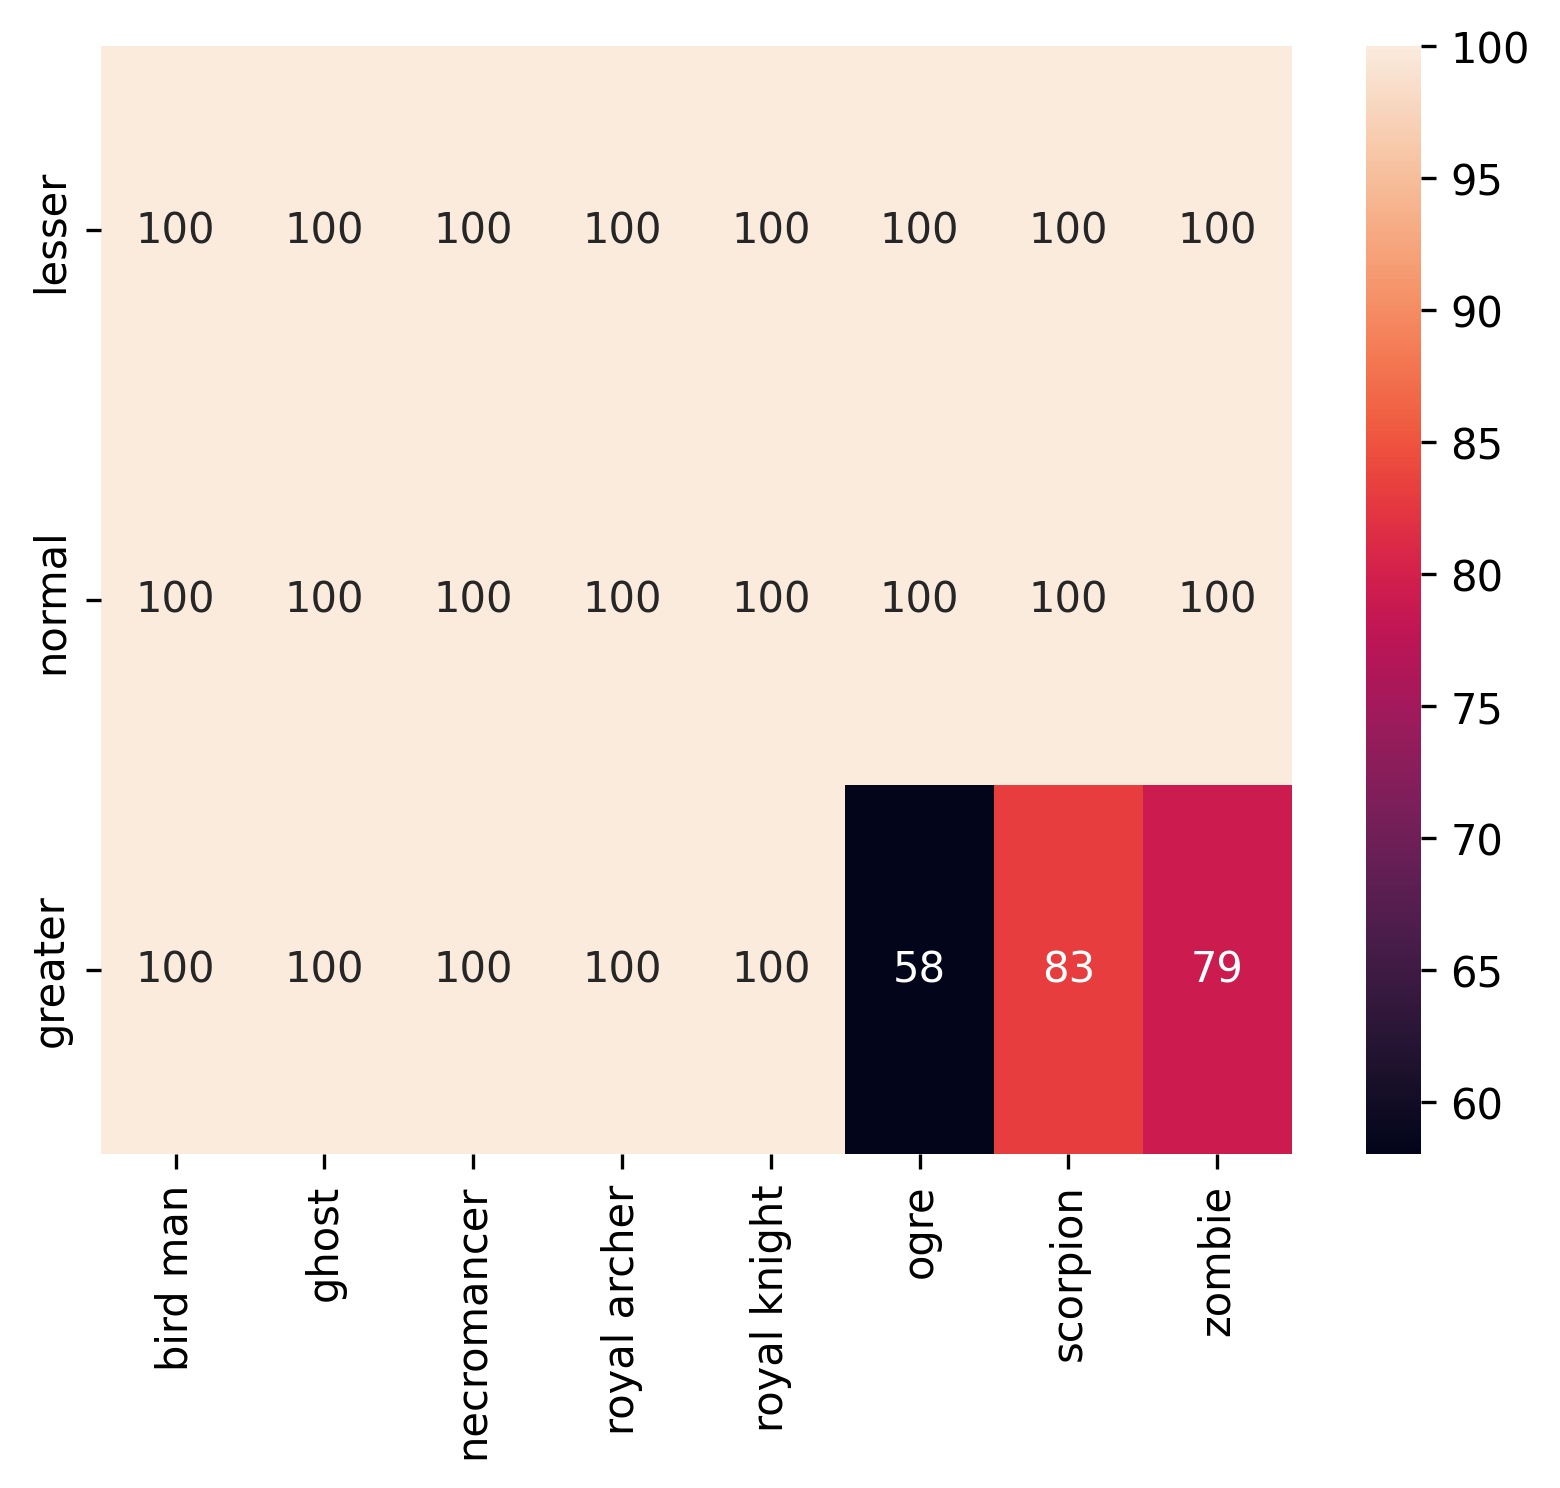 lesser 100 100 100 100 100 100 100 100
normal 100 100 100 100 100 100 100 100
greater 100 100 100 100 100 58 83 79
bird man
ghost
necromancer
royal archer
royal knight
ogre
scorpion
zombie
100
95
90
85
80
75
70
65
60